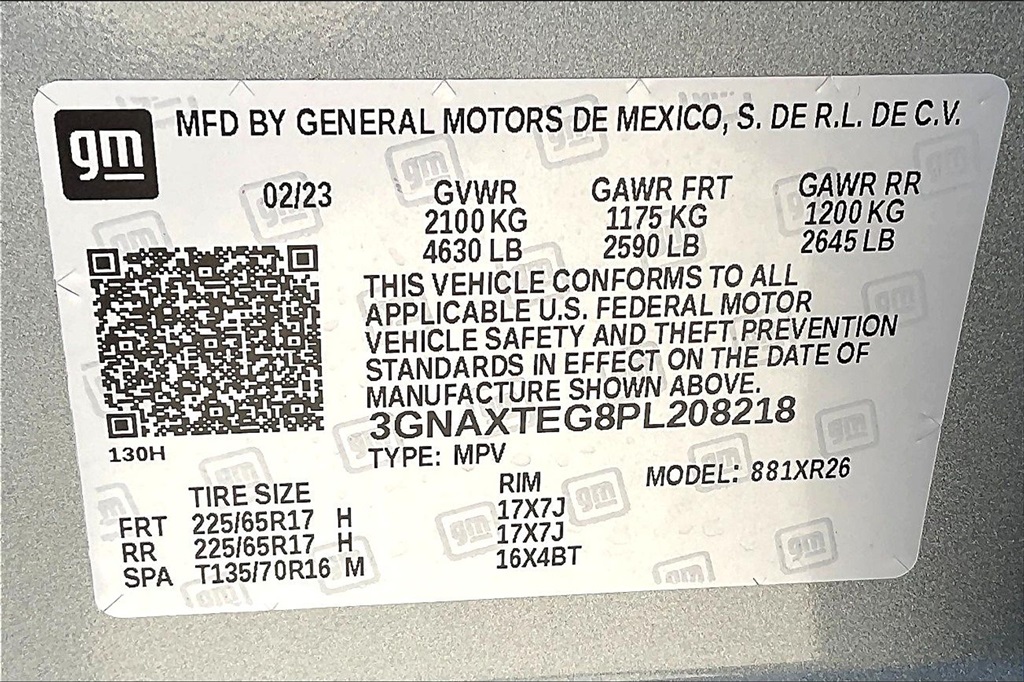 gm
MFD BY GENERAL MOTORS DE MEXICO, S. DE R.L. DE C.V.
02/23 GVWR GAWR FRT GAWR RR
2100 KG 1175 KG 1200 KG
4630 LB 2590 LB 2645 LB
THIS VEHICLE CONFORMS TO ALL
APPLICABLE U.S. FEDERAL MOTOR
VEHICLE SAFETY AND THEFT PREVENTION
STANDARDS IN EFFECT ON THE DATE OF
MANUFACTURE SHOWN ABOVE.
3GNAXTEG8PL208218
130H
TYPE: MPV MODEL: 881XR26
TIRE SIZE RIM
FRT 225/65R17 H 17X7J
RR 225/65R17 H 17X7J
SPA T135/70R16 M 16X4BT